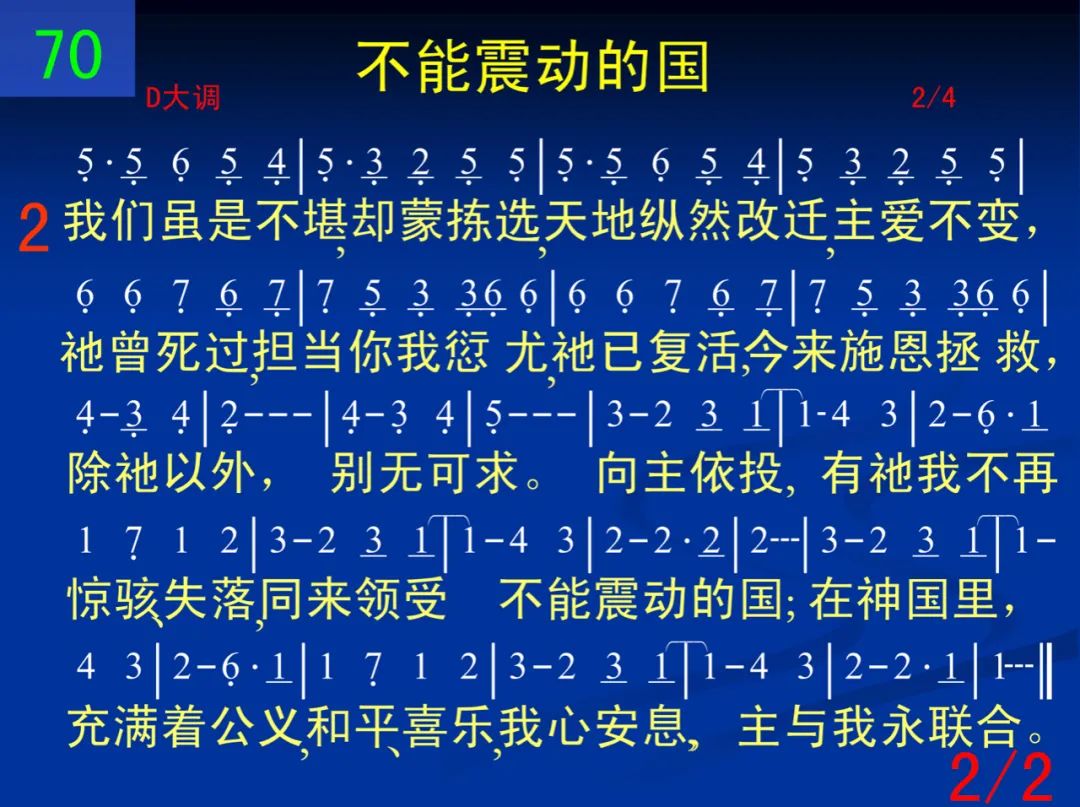 70
不能震动的国
D大调 2/4
5·5 6 5 4|5·3 2 5 5|5·5 6 5 4|5 3 2 5 5|
2 我们虽是不堪,却蒙拣选,天地纵然改迁,主爱不变，
6 6 7 6 7|7 5 3 36 6|6 6 7 6 7|7 5 3 36 6|
祂曾死过,担当你我愆 尤,祂已复活,今来施恩拯 救，
4-3 4|2---|4-3 4|5---|3-2 3 1|1-4 3|2-6·1
除祂以外， 别无可求。 向主依投, 有祂我不再
1 7 1 2|3-2 3 1|1-4 3|2-2·2|2---|3-2 3 1|1-
惊骇、失落,同来领受 不能震动的国; 在神国里，
4 3|2-6·1|1 7 1 2|3-2 3 1|1-4 3|2-2·1|1---‖
充满着公义,和平、喜乐,我心安息, 主与我永联合。
2/2